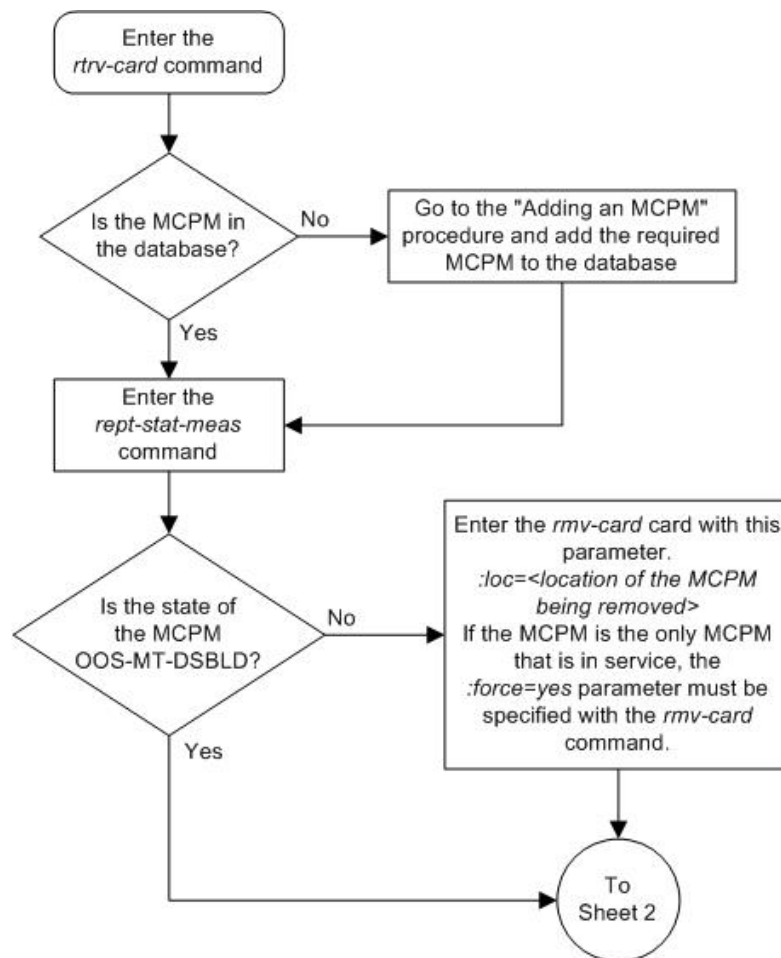 Enter the
rtrv-card command
Is the MCPM in
the database?
No
Go to the "Adding an MCPM"
procedure and add the required
MCPM to the database
Yes
Enter the
rept-stat-meas
command
Is the state of
the MCPM
OOS-MT-DSBLD?
No
Enter the rmv-card card with this
parameter.
:loc=<location of the MCPM
being removed>
If the MCPM is the only MCPM
that is in service, the
:force=yes parameter must be
specified with the rmv-card
command.
Yes
To
Sheet 2